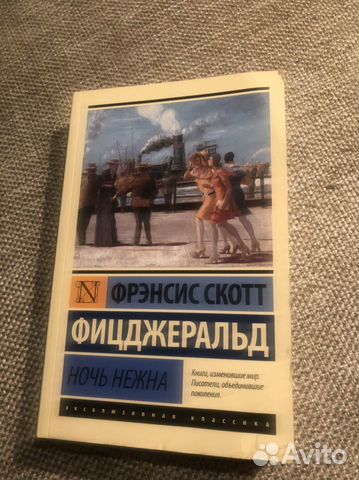 N
ФРЭНСИС СКОТТ
ФИЦДЖЕРАЛЬД
НОЧЬ НЕЖНА
Книги, изменившие мир.
Писатели, объединившие
поколения.
эксклюзивная классика
Avito